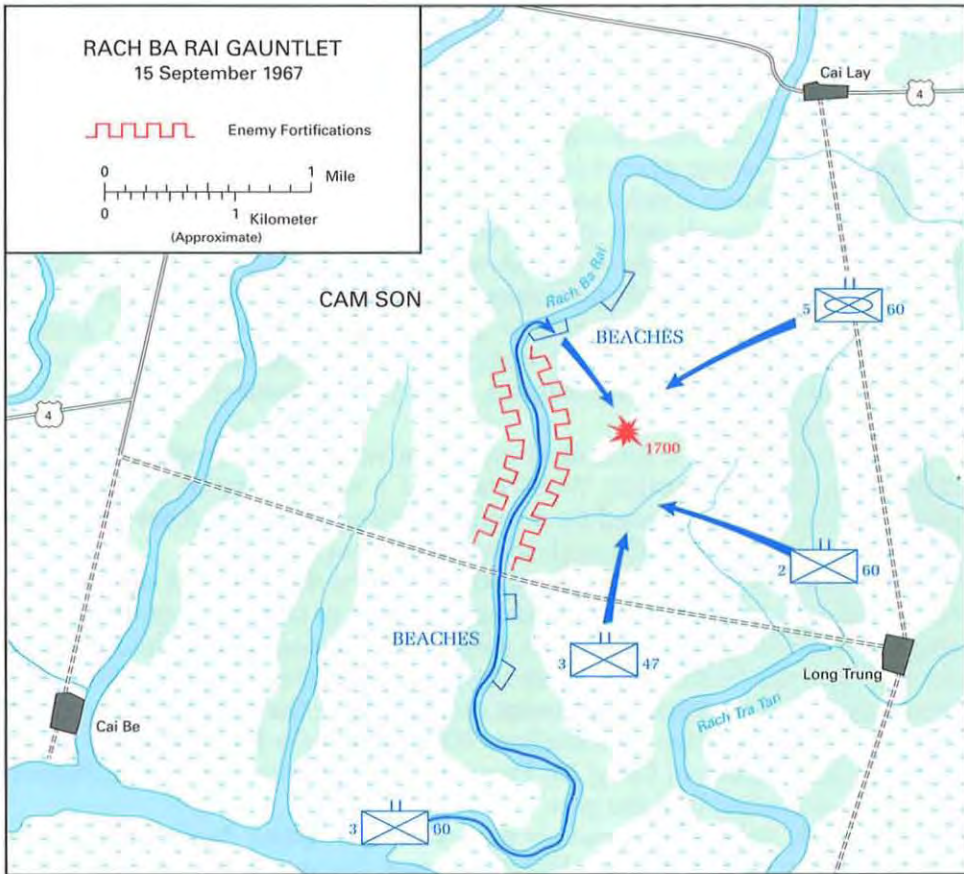 RACH BA RAI GAUNTLET
15 September 1967
Enemy Fortifications
0 1 Mile
0 1 Kilometer
(Approximate)
Cai Lay
4
Rach Ba Rai
CAM SON
5 60
BEACHES
4
1700
2 60
BEACHES
3 47
Long Trung
Rach Tra Tan
Cai Be
3 60